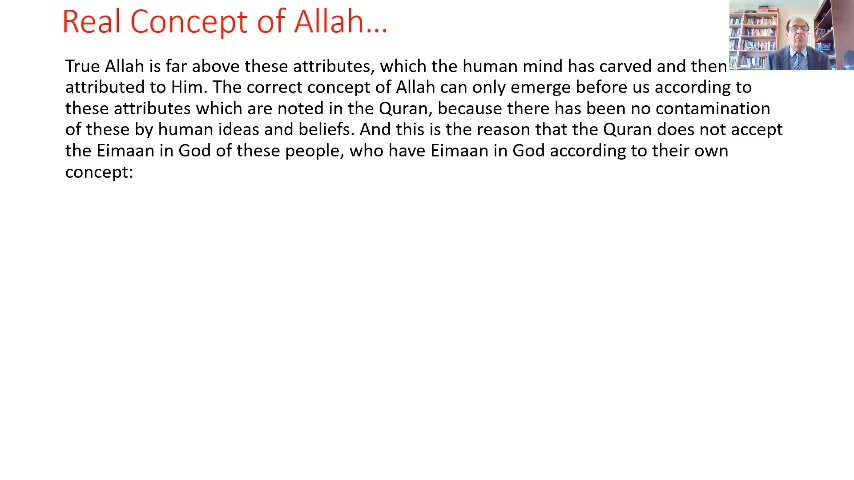 Real Concept of Allah...
True Allah is far above these attributes, which the human mind has carved and then
attributed to Him. The correct concept of Allah can only emerge before us according to
these attributes which are noted in the Quran, because there has been no contamination
of these by human ideas and beliefs. And this is the reason that the Quran does not accept
the Eimaan in God of these people, who have Eimaan in God according to their own
concept: